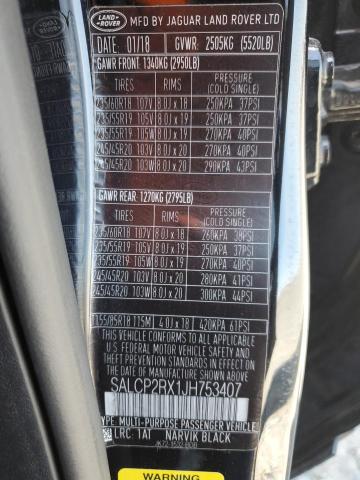 LAND ROVER MFD BY JAGUAR LAND ROVER LTD
DATE 01/18 GVWR: 2505KG (5520LB)
GAWR FRONT: 1340KG (2950LB)
TIRES RIMS PRESSURE (COLD SINGLE)
235/60R18 107V 8.0J x 18 250KPA 37PSI
235/55R19 105V 8.0J x 19 250KPA 37PSI
235/55R19 105W 8.0J x 19 270KPA 40PSI
245/45R20 103V 8.0J x 20 270KPA 40PSI
245/45R20 103W 8.0J x 20 290KPA 43PSI
GAWR REAR: 1270KG (2795LB)
TIRES RIMS PRESSURE (COLD SINGLE)
235/60R18 107V 8.0J x 18 260KPA 38PSI
235/55R19 105V 8.0J x 19 250KPA 37PSI
235/55R19 105W 8.0J x 19 270KPA 40PSI
245/45R20 103V 8.0J x 20 280KPA 41PSI
245/45R20 103W 8.0J x 20 300KPA 44PSI
T155/85R18 115M 4.0J x 18 420KPA 61PSI
THIS VEHICLE CONFORMS TO ALL APPLICABLE
U.S. FEDERAL MOTOR VEHICLE SAFETY AND THEFT
PREVENTION STANDARDS IN EFFECT ON THE
DATE OF MANUFACTURE SHOWN ABOVE
SALCP2RX1JH753407
TYPE: MULTI-PURPOSE PASSENGER VEHICLE
LRC: 1AT NARVIK BLACK
WARNING